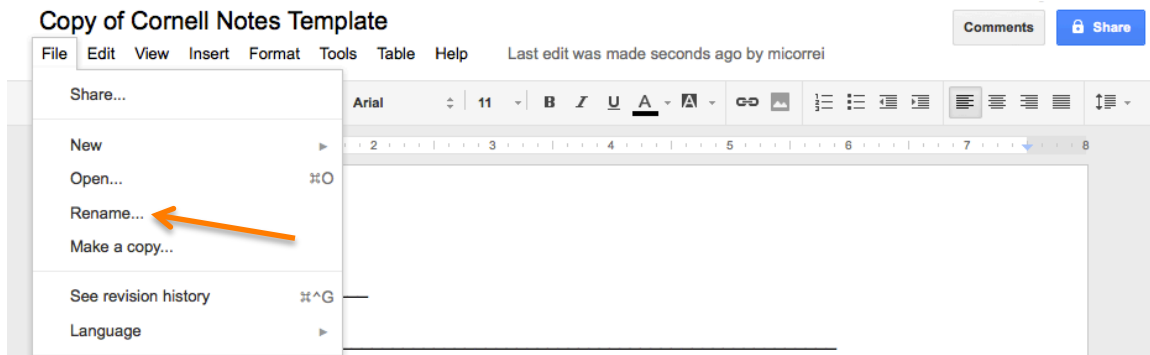 Copy of Cornell Notes Template
Comments
Share
File Edit View Insert Format Tools Table Help Last edit was made seconds ago by micorrei
Share...
Arial 11 B I U A A
New
2 3 4 5 6 7 8
Open... ⌘O
Rename...
Make a copy...
See revision history ⌘^G
Language